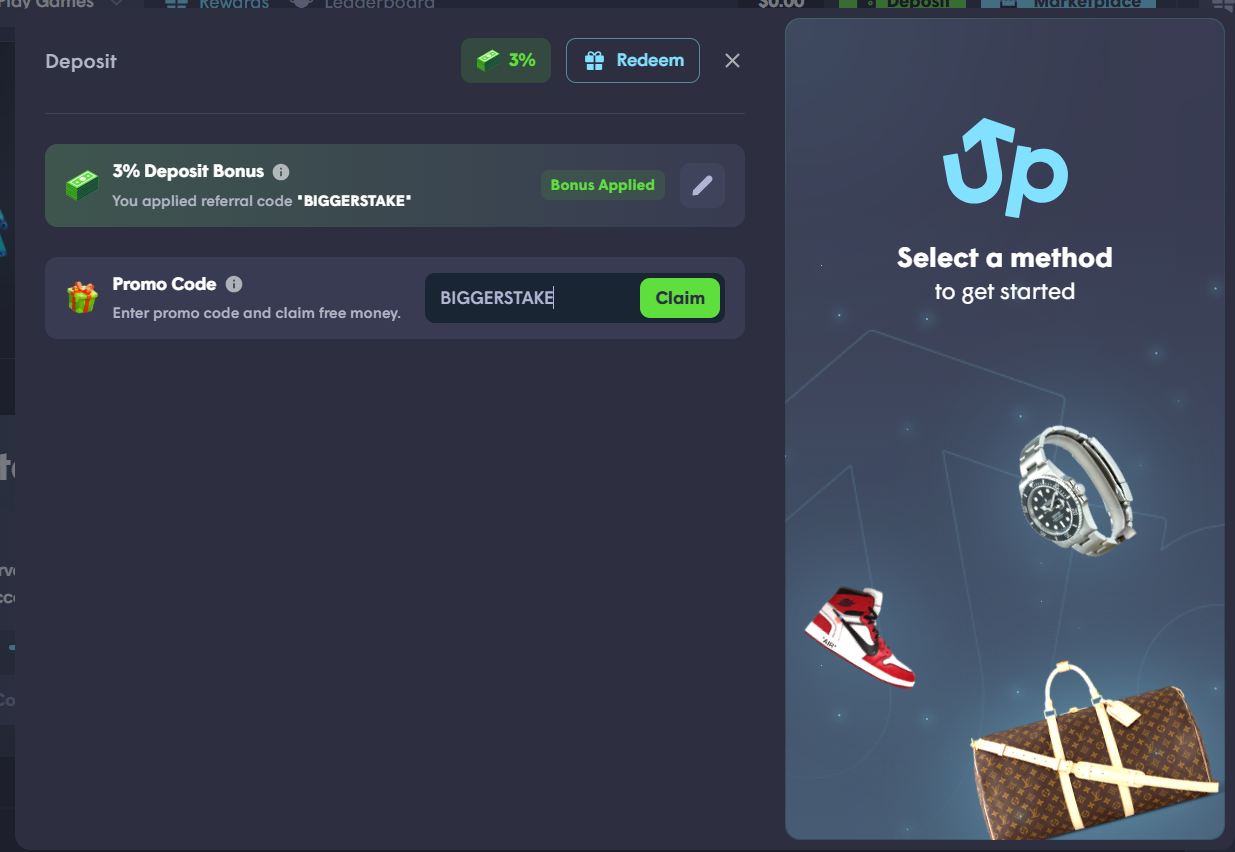 Play Games
Rewards
Leaderboard
$0.00
Deposit
Marketplace
Deposit
3%
Redeem
3% Deposit Bonus
You applied referral code "BIGGERSTAKE"
Bonus Applied
Promo Code
Enter promo code and claim free money.
BIGGERSTAKE
Claim
up
Select a method
to get started
"AIR"